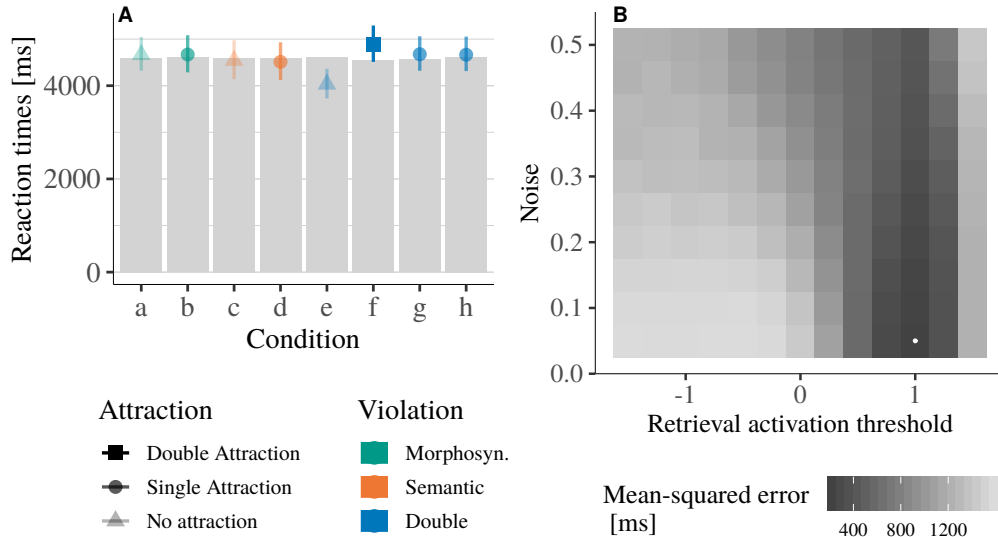 A
Reaction times [ms]
4000
2000
0
a b c d e f g h
Condition
Attraction
Double Attraction
Single Attraction
No attraction
Violation
Morphosyn.
Semantic
Double
B
Noise
0.5
0.4
0.3
0.2
0.1
0.0
-1 0 1
Retrieval activation threshold
Mean-squared error
[ms]
400 800 1200